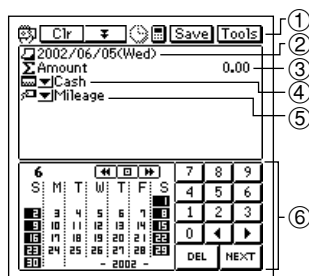 Clr Save Tools ①
2002/06/05(Wed) ②
ΣAmount 0.00 ③
Cash ④
Mileage ⑤
6 7 8 9
S M T W T F S 4 5 6
1 1 2 3 ⑥
2 3 4 5 6 7 8 0
9 10 11 12 13 14 15
16 17 18 19 20 21 22 DEL NEXT
23 24 25 26 27 28 29
30 - 2002 -